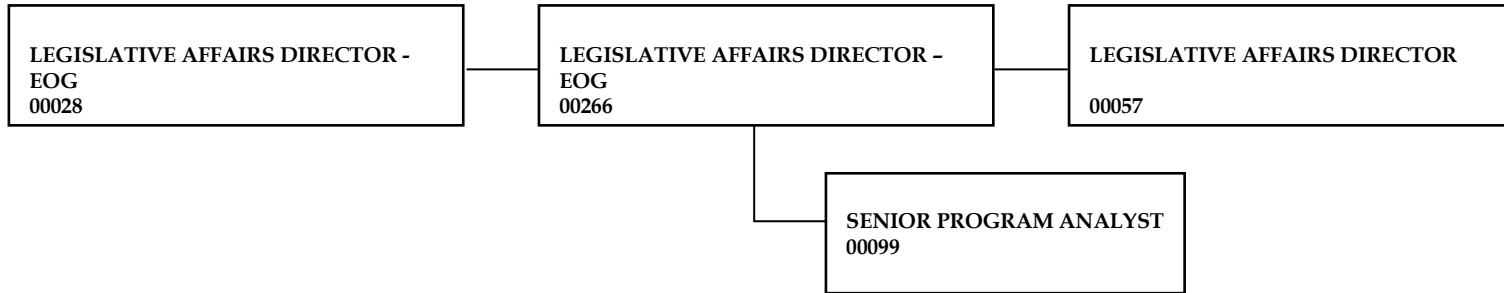 LEGISLATIVE AFFAIRS DIRECTOR -
EOG
00028
LEGISLATIVE AFFAIRS DIRECTOR –
EOG
00266
LEGISLATIVE AFFAIRS DIRECTOR
00057
SENIOR PROGRAM ANALYST
00099